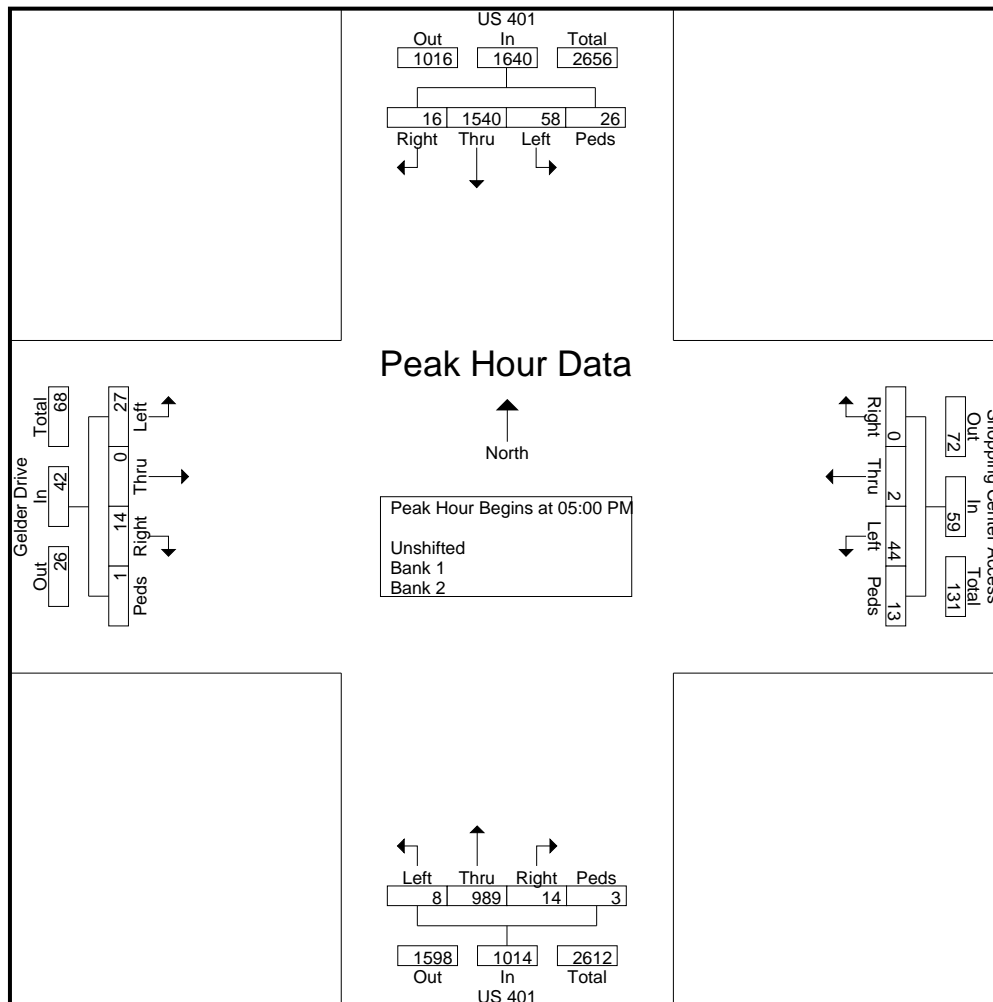 US 401
Out In Total
1016 1640 2656
16 1540 58 26
Right Thru Left Peds
Peak Hour Data
North
Peak Hour Begins at 05:00 PM
Unshifted
Bank 1
Bank 2
Gelder Drive
Total In Out
68 42 26
27 0 14 1
Left Thru Right Peds
Right Thru Left Peds
0 2 44 13
72 59 131
Out In Total
Shopping Center Access
Left Thru Right Peds
8 989 14 3
1598 1014 2612
Out In Total
US 401